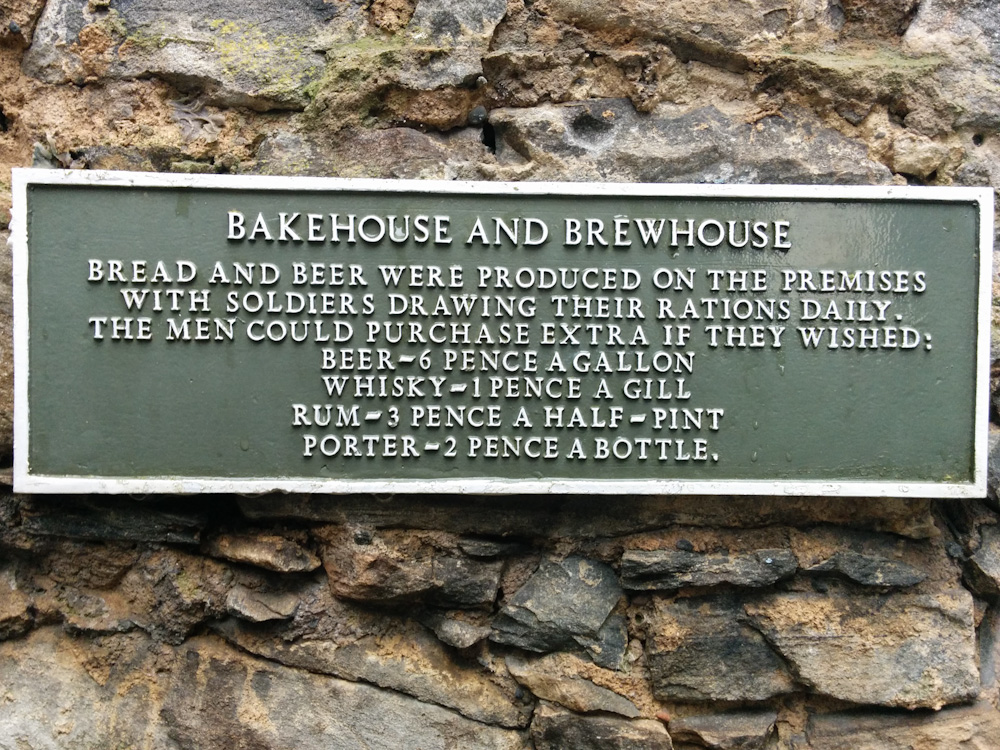 BAKEHOUSE AND BREWHOUSE
BREAD AND BEER WERE PRODUCED ON THE PREMISES
WITH SOLDIERS DRAWING THEIR RATIONS DAILY.
THE MEN COULD PURCHASE EXTRA IF THEY WISHED:
BEER-6 PENCE A GALLON
WHISKY-1 PENCE A GILL
RUM-3 PENCE A HALF-PINT
PORTER-2 PENCE A BOTTLE.